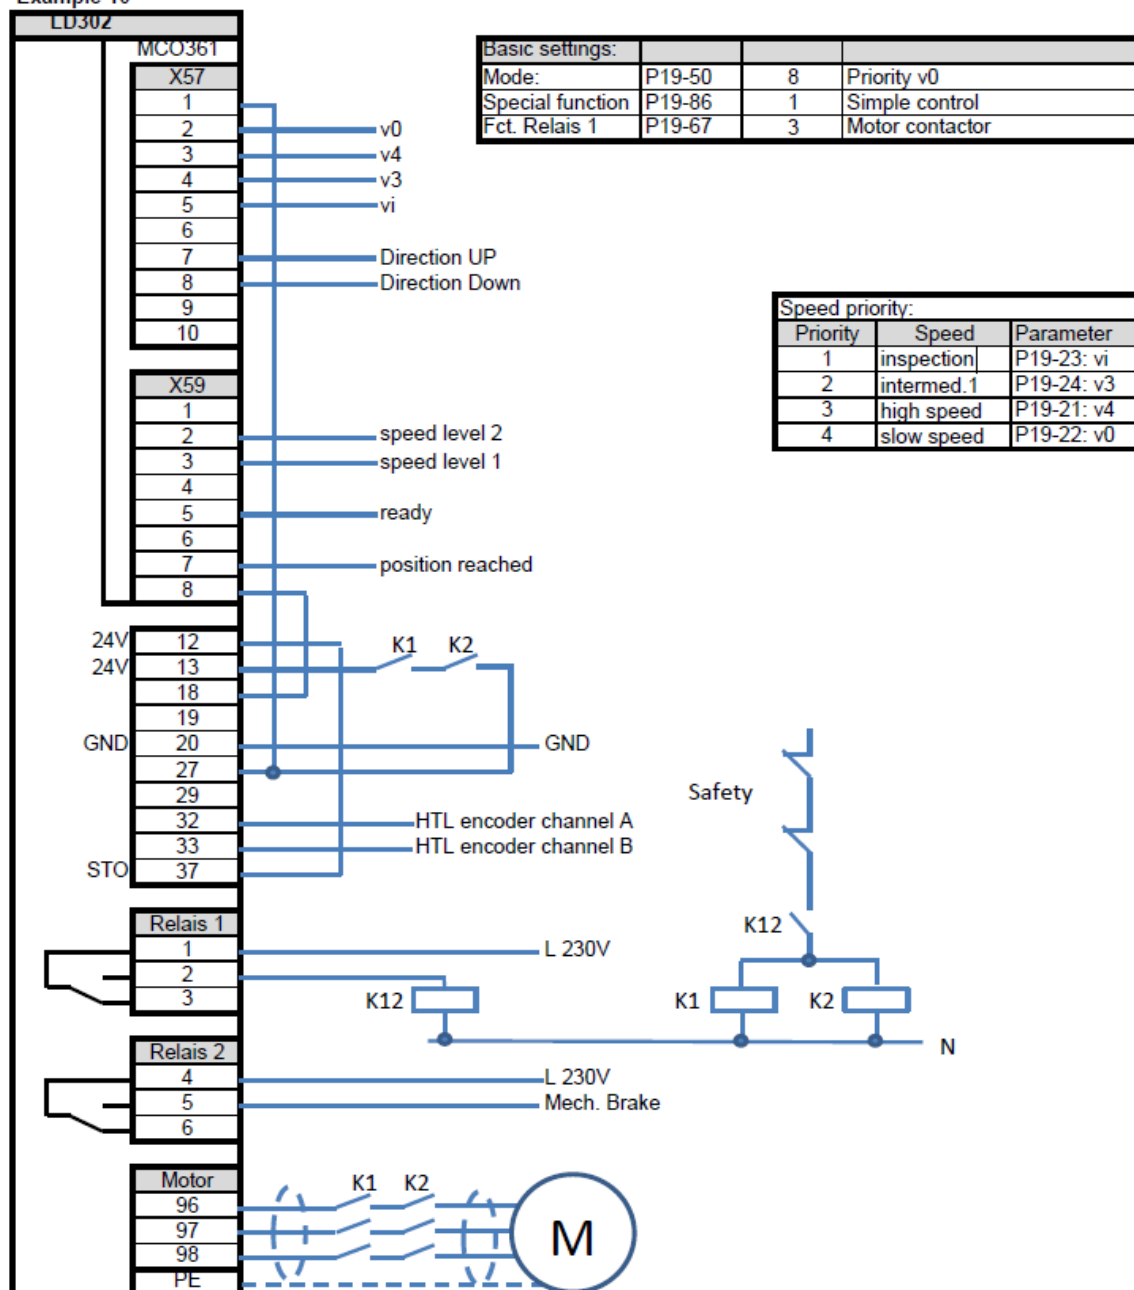 Example 10
LD302
MCO361
X57
1
2 v0
3 v4
4 v3
5 vi
6
7 Direction UP
8 Direction Down
9
10
Basic settings:
Mode: P19-50 8 Priority v0
Special function P19-86 1 Simple control
Fct. Relais 1 P19-67 3 Motor contactor
Speed priority:
Priority Speed Parameter
1 inspection P19-23: vi
2 intermed.1 P19-24: v3
3 high speed P19-21: v4
4 slow speed P19-22: v0
X59
1
2 speed level 2
3 speed level 1
4
5 ready
6
7 position reached
8
24V 12
24V 13 K1 K2
18
19
GND 20 GND
27
29
32 HTL encoder channel A
33 HTL encoder channel B
STO 37
Safety
K12
K1 K2
N
Relais 1
1 L 230V
2
3 K12
Relais 2
4 L 230V
5 Mech. Brake
6
Motor K1 K2
96
97 M
98
PE